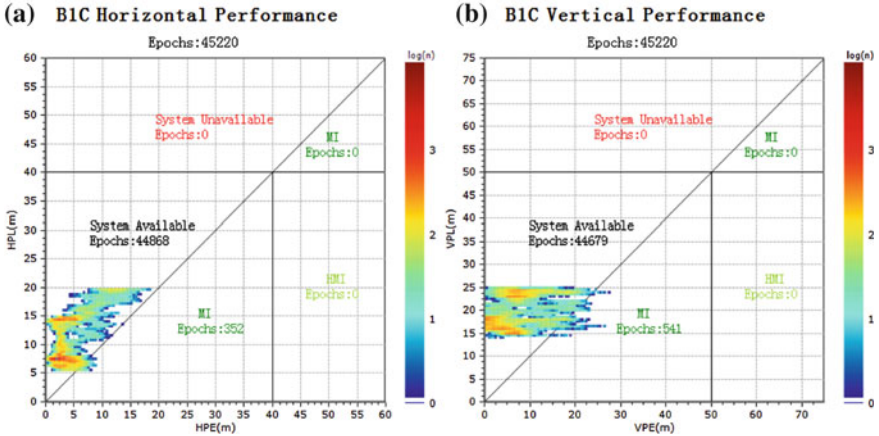 (a) B1C Horizontal Performance
Epochs:45220
log(n)
60
55
50
45
40
35
30
25
20
15
10
5
0
HPL(m)
System Unavailable
Epochs:0
MI
Epochs:0
System Available
Epochs:44868
HMI
Epochs:0
MI
Epochs:352
0 5 10 15 20 25 30 35 40 45 50 55 60
HPE(m)
3
2
1
0
(b) B1C Vertical Performance
Epochs:45220
log(n)
75
70
65
60
55
50
45
40
35
30
25
20
15
10
5
0
VPL(m)
System Unavailable
Epochs:0
MI
Epochs:0
System Available
Epochs:44679
HMI
Epochs:0
MI
Epochs:541
0 10 20 30 40 50 60 70
VPE(m)
3
2
1
0